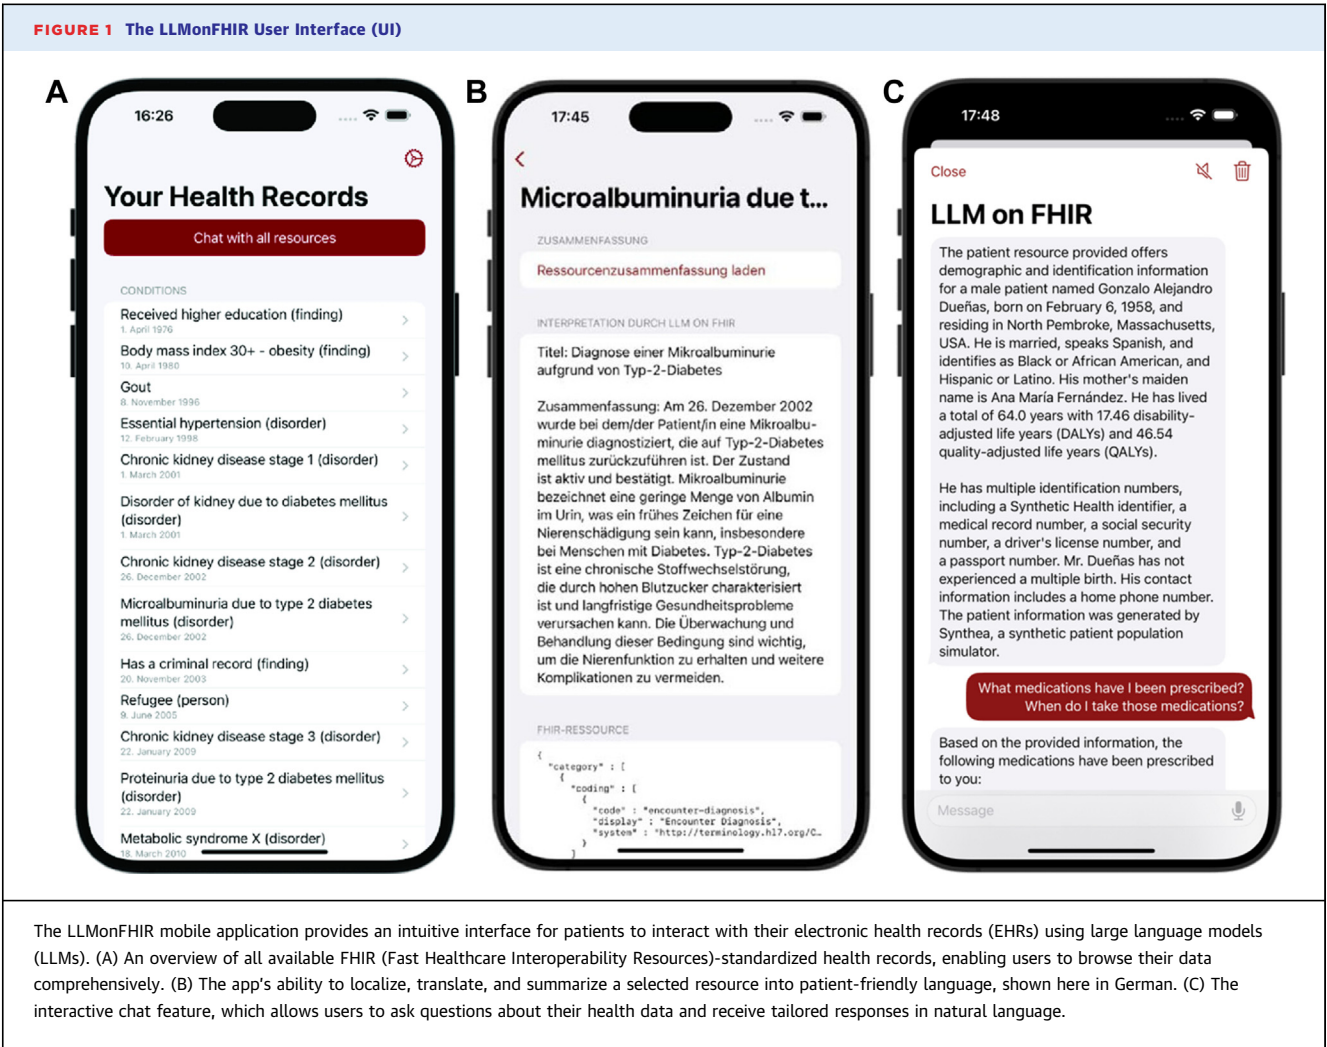 FIGURE 1 The LLMonFHIR User Interface (UI)
A
16:26
Your Health Records
Chat with all resources
CONDITIONS
Received higher education (finding)
1. April 1976
Body mass index 30+ - obesity (finding)
10. April 1980
Gout
8. November 1996
Essential hypertension (disorder)
12. February 1998
Chronic kidney disease stage 1 (disorder)
1. March 2001
Disorder of kidney due to diabetes mellitus
(disorder)
1. March 2001
Chronic kidney disease stage 2 (disorder)
26. December 2002
Microalbuminuria due to type 2 diabetes
mellitus (disorder)
26. December 2002
Has a criminal record (finding)
20. November 2003
Refugee (person)
9. June 2005
Chronic kidney disease stage 3 (disorder)
22. January 2009
Proteinuria due to type 2 diabetes mellitus
(disorder)
22. January 2009
Metabolic syndrome X (disorder)
18. March 2010
B
17:45
Microalbuminuria due t...
ZUSAMMENFASSUNG
Ressourcenzusammenfassung laden
INTERPRETATION DURCH LLM ON FHIR
Titel: Diagnose einer Mikroalbuminurie
aufgrund von Typ-2-Diabetes
Zusammenfassung: Am 26. Dezember 2002
wurde bei dem/der Patient/in eine Mikroalbu-
minurie diagnostiziert, die auf Typ-2-Diabetes
mellitus zurückzuführen ist. Der Zustand
ist aktiv und bestätigt. Mikroalbuminurie
bezeichnet eine geringe Menge von Albumin
im Urin, was ein frühes Zeichen für eine
Nierenschädigung sein kann, insbesondere
bei Menschen mit Diabetes. Typ-2-Diabetes
ist eine chronische Stoffwechselstörung,
die durch hohen Blutzucker charakterisiert
ist und langfristige Gesundheitsprobleme
verursachen kann. Die Überwachung und
Behandlung dieser Bedingung sind wichtig,
um die Nierenfunktion zu erhalten und weitere
Komplikationen zu vermeiden.
FHIR-RESSOURCE
{
"category" : [
{
"coding" : [
{
"code" : "encounter-diagnosis",
"display" : "Encounter Diagnosis",
"system" : "http://terminology.hl7.org/C…
}
]
C
17:48
Close
LLM on FHIR
The patient resource provided offers
demographic and identification information
for a male patient named Gonzalo Alejandro
Dueñas, born on February 6, 1958, and
residing in North Pembroke, Massachusetts,
USA. He is married, speaks Spanish, and
identifies as Black or African American, and
Hispanic or Latino. His mother's maiden
name is Ana María Fernández. He has lived
a total of 64.0 years with 17.46 disability-
adjusted life years (DALYs) and 46.54
quality-adjusted life years (QALYs).
He has multiple identification numbers,
including a Synthetic Health identifier, a
medical record number, a social security
number, a driver's license number, and
a passport number. Mr. Dueñas has not
experienced a multiple birth. His contact
information includes a home phone number.
The patient information was generated by
Synthea, a synthetic patient population
simulator.
What medications have I been prescribed?
When do I take those medications?
Based on the provided information, the
following medications have been prescribed
to you:
Message
The LLMonFHIR mobile application provides an intuitive interface for patients to interact with their electronic health records (EHRs) using large language models
(LLMs). (A) An overview of all available FHIR (Fast Healthcare Interoperability Resources)-standardized health records, enabling users to browse their data
comprehensively. (B) The app's ability to localize, translate, and summarize a selected resource into patient-friendly language, shown here in German. (C) The
interactive chat feature, which allows users to ask questions about their health data and receive tailored responses in natural language.